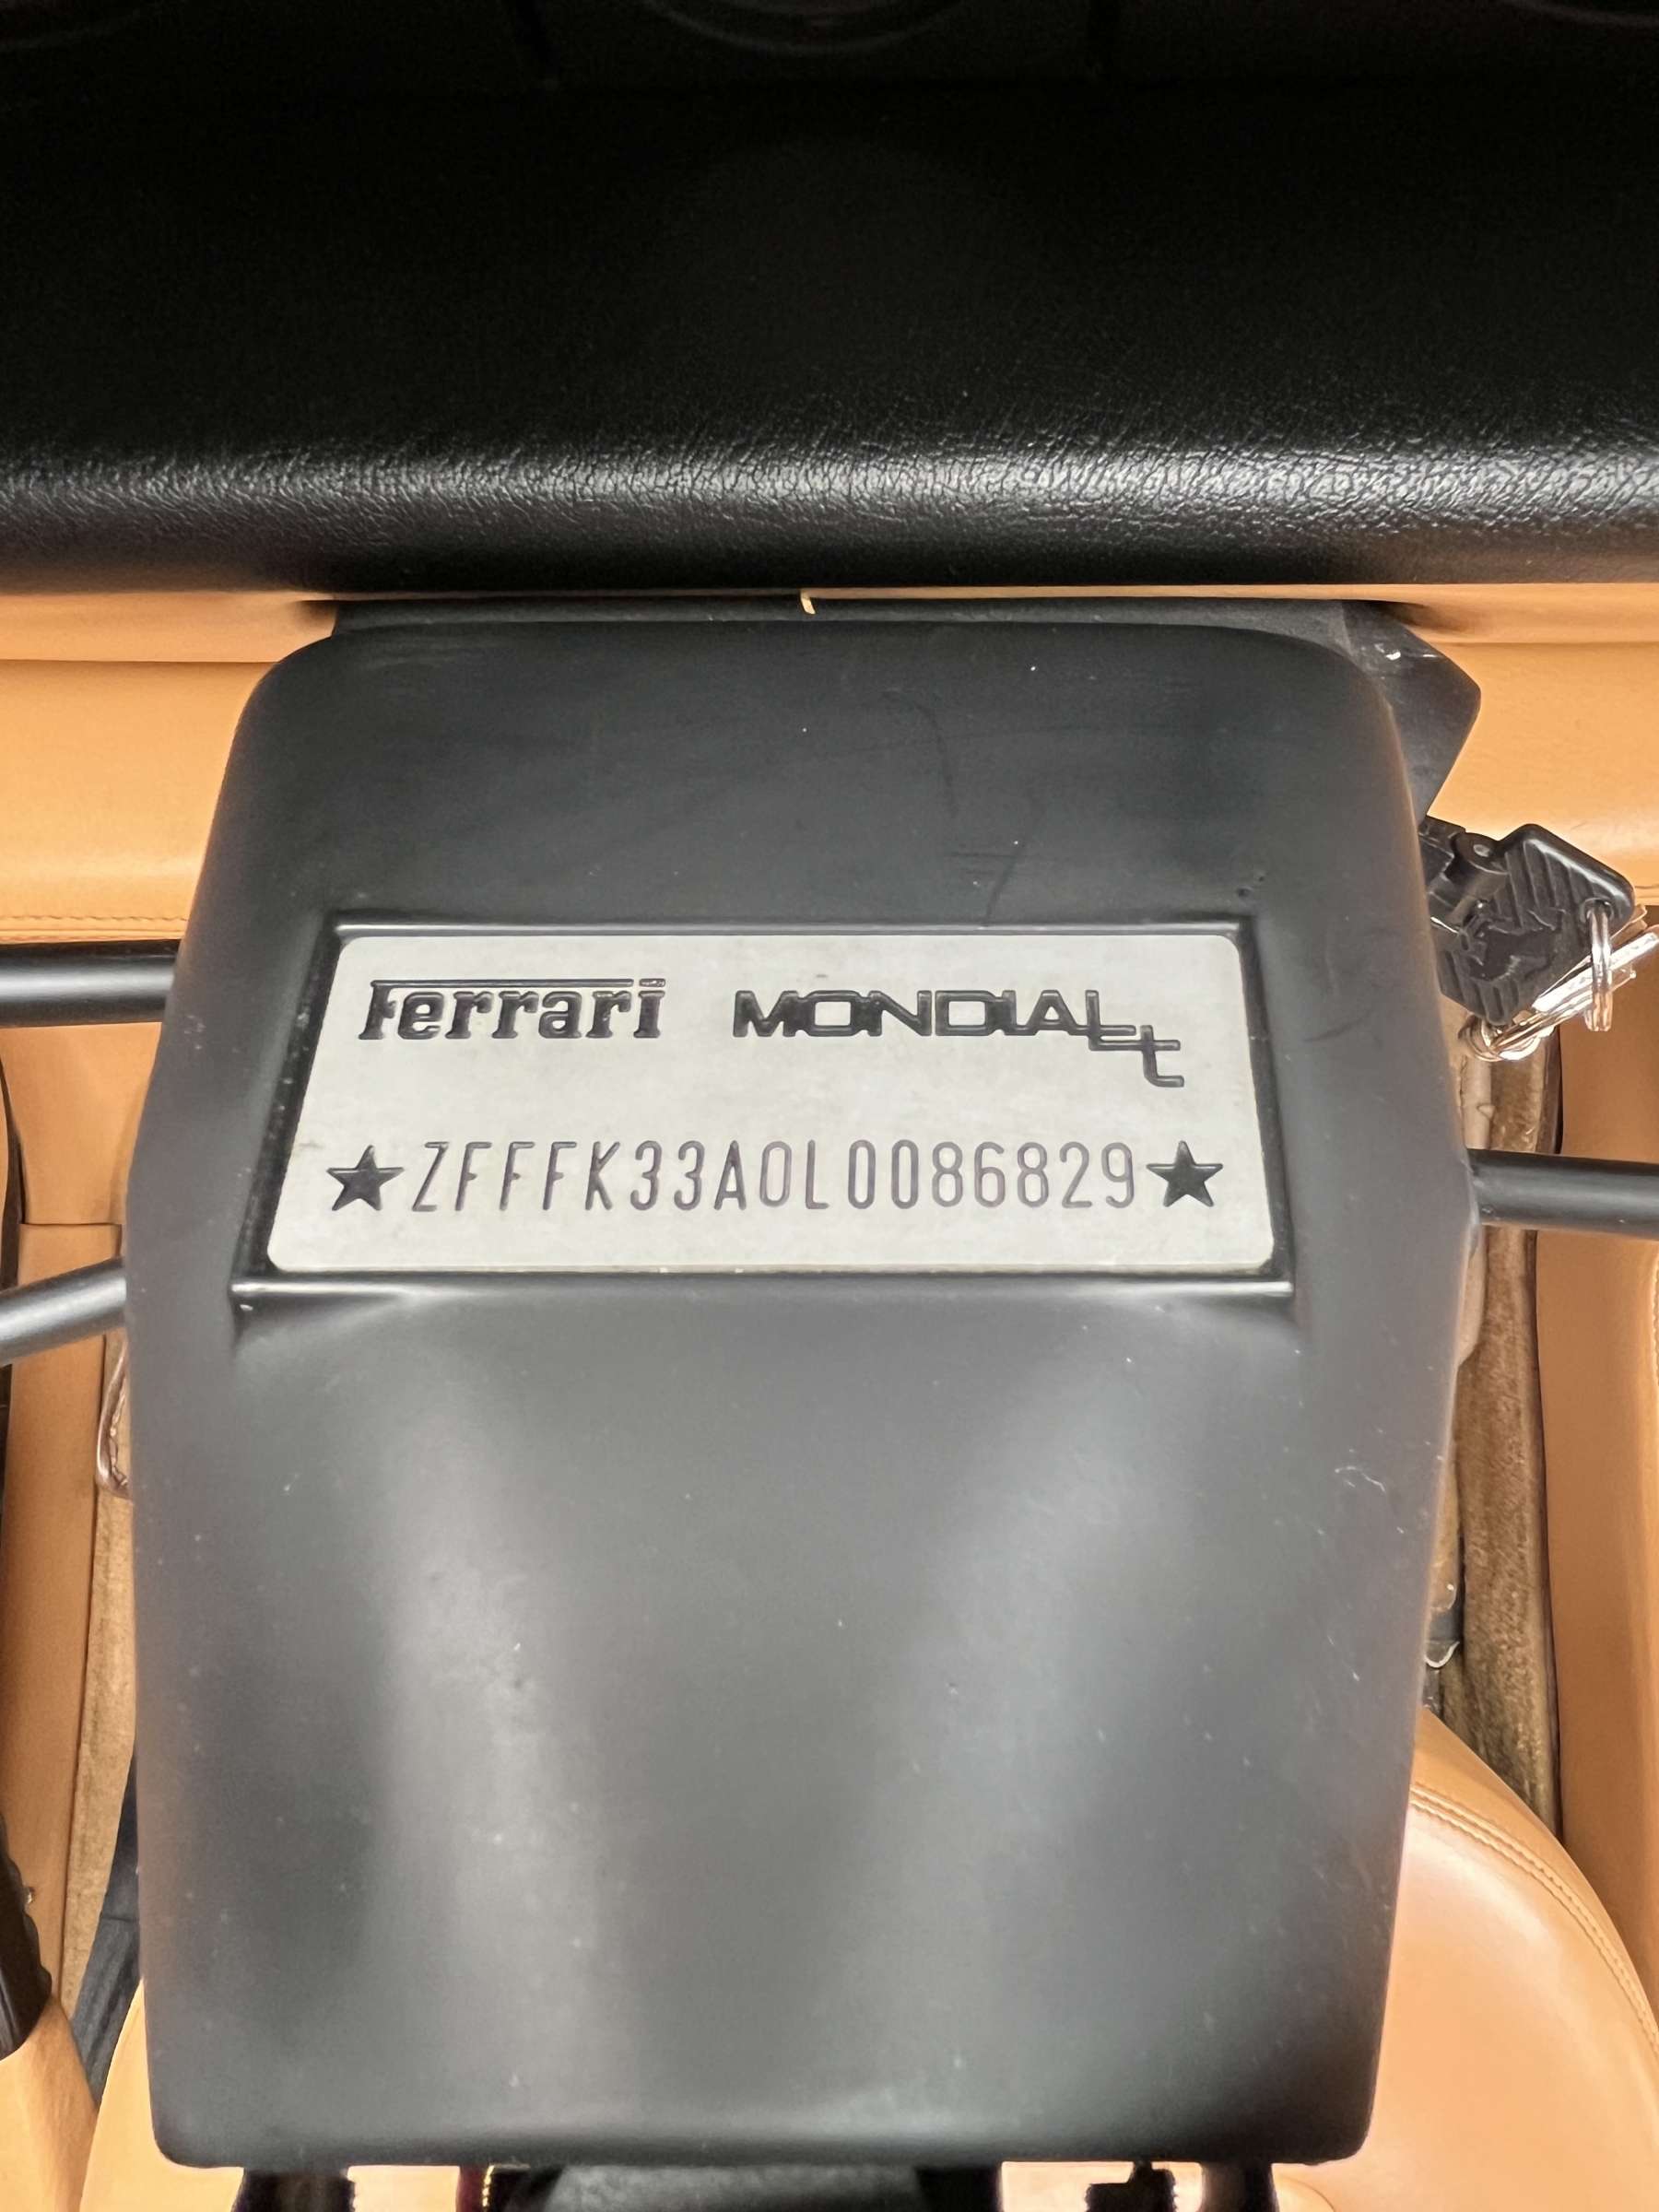 Ferrari MONDIAL t
★ZFFFK33A0L0086829★